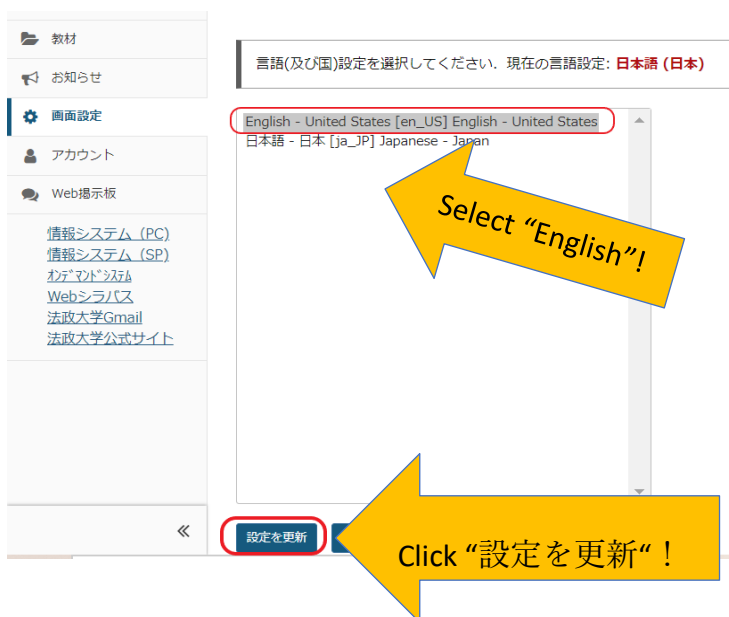 教材
お知らせ
画面設定
アカウント
Web掲示板
情報システム（PC)
情報システム（SP)
ｵﾝﾃﾞﾏﾝﾄﾞｼｽﾃﾑ
Webシラバス
法政大学Gmail
法政大学公式サイト
«
言語(及び国)設定を選択してください. 現在の言語設定: 日本語 (日本)
English - United States [en_US] English - United States
日本語 - 日本 [ja_JP] Japanese - Japan
Select “English”!
設定を更新
Click “設定を更新“！